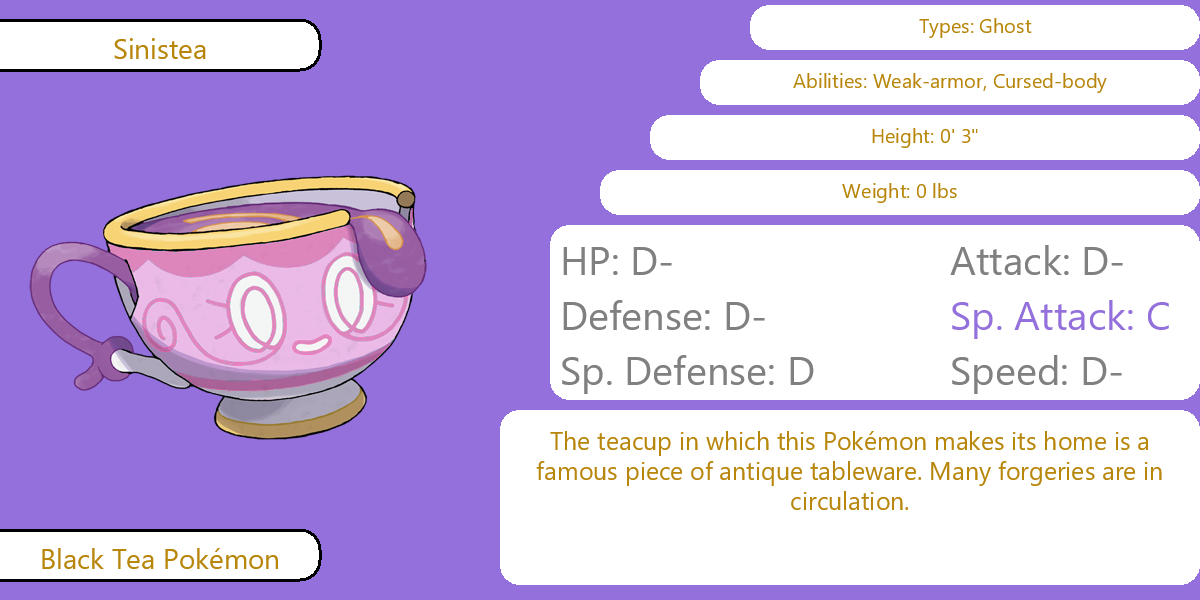 Sinistea
Types: Ghost
Abilities: Weak-armor, Cursed-body
Height: 0' 3"
Weight: 0 lbs
HP: D-
Attack: D-
Defense: D-
Sp. Attack: C
Sp. Defense: D
Speed: D-
The teacup in which this Pokémon makes its home is a
famous piece of antique tableware. Many forgeries are in
circulation.
Black Tea Pokémon